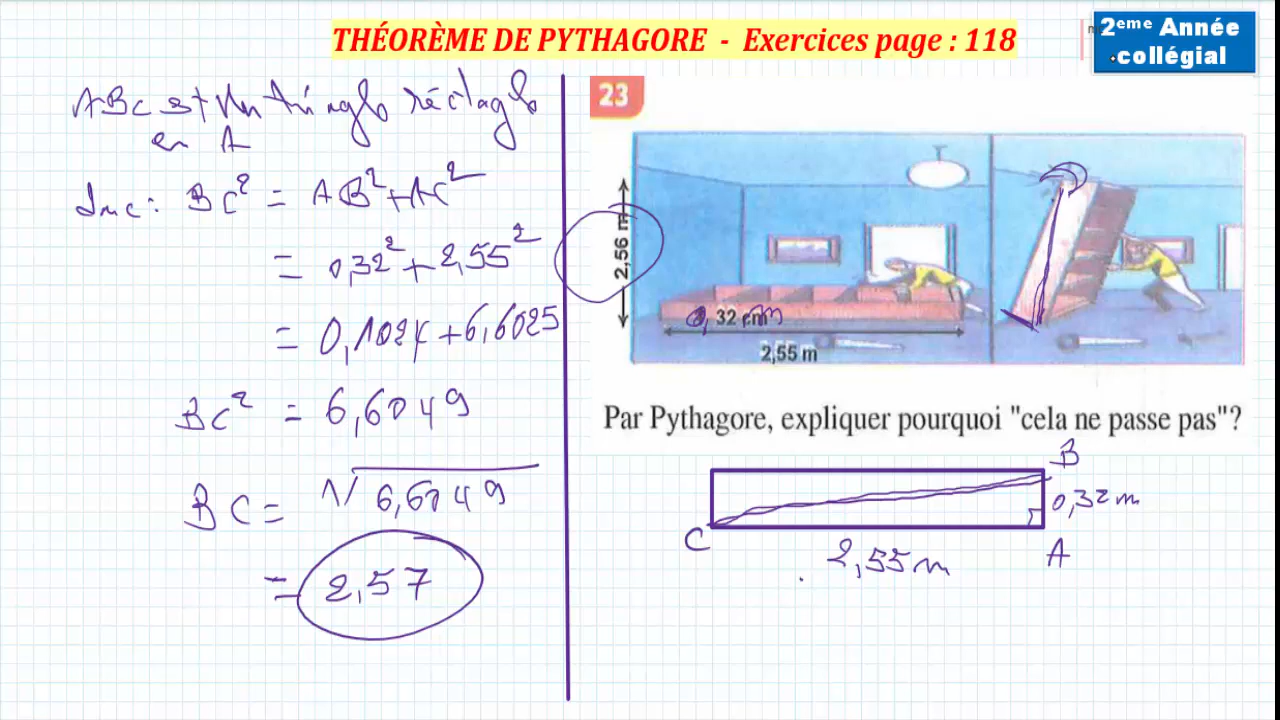 THÉORÈME DE PYTHAGORE - Exercices page : 118
2eme Année
collégial
ABC est un triangle réctangle
en A
Donc : BC² = AB² + AC²
= 0,32² + 2,55²
= 0,1024 + 6,6025
BC² = 6,6049
BC = √6,6049
= 2,57
23
2,56 m
0,32 m
2,55 m
Par Pythagore, expliquer pourquoi "cela ne passe pas"?
B
0,32 m
C
A
2,55 m